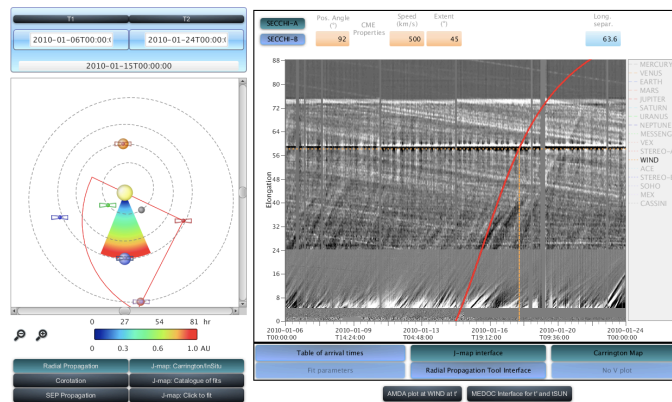 T1 T2
2010-01-06T00:00:0 2010-01-24T00:00:0
2010-01-15T00:00:00
0 27 54 81 hr
0 0.3 0.6 1.0 AU
Radial Propagation J-map: Carrington/InSitu
Corotation J-map: Catalogue of fits
SEP Propagation J-map: Click to fit
SECCHI-A
SECCHI-B
Pos. Angle (°)
92
CME Properties
Speed (km/s)
500
Extent (°)
45
Long. separ.
63.6
Elongation
88
80
72
64
56
48
40
32
24
16
8
0
2010-01-06 2010-01-09 2010-01-13 2010-01-16 2010-01-20 2010-01-24
T00:00:00 T14:24:00 T04:48:00 T19:12:00 T09:36:00 T00:00:00
MERCURY
VENUS
EARTH
MARS
JUPITER
SATURN
URANUS
NEPTUNE
MESSENG
VEX
STEREO-A
WIND
ACE
STEREO-B
SOHO
MEX
CASSINI
Table of arrival times J-map interface Carrington Map
Fit parameters Radial Propagation Tool Interface No V plot
AMDA plot at WIND at t' MEDOC Interface for t' and tSUN